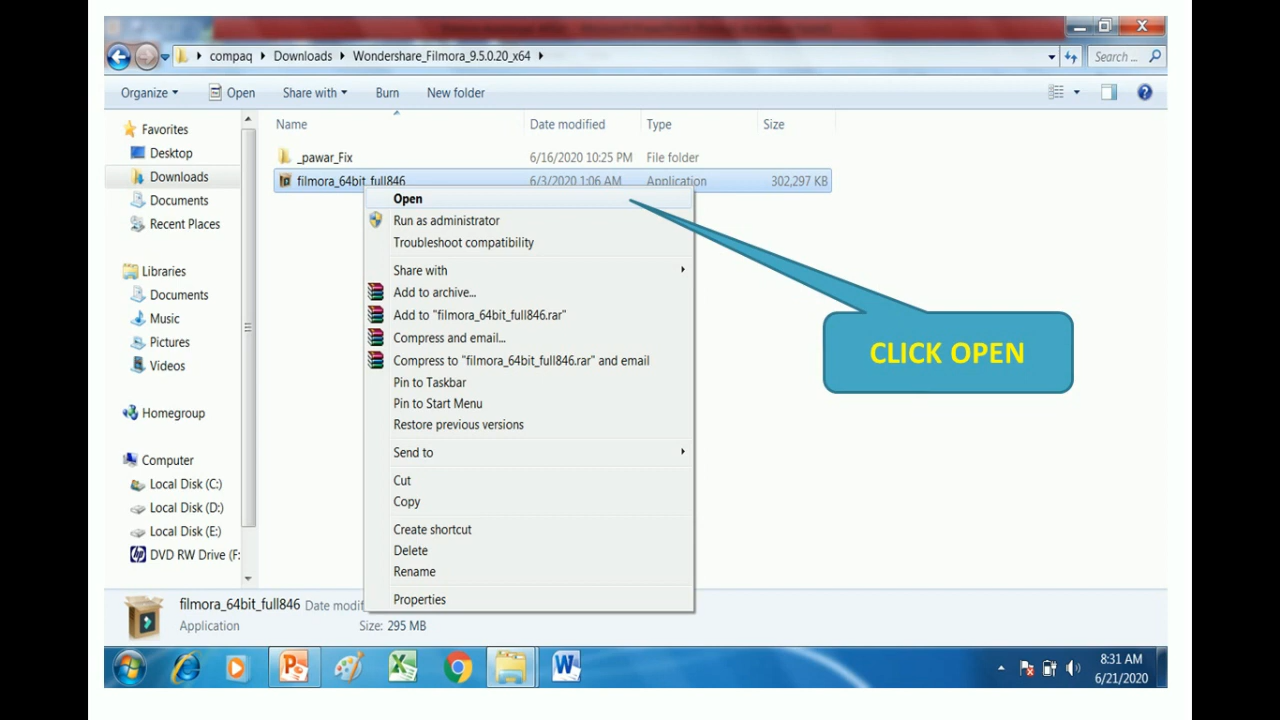 compaq Downloads Wondershare_Filmora_9.5.0.20_x64
Search ...
Organize Open Share with Burn New folder
Favorites
Desktop
Downloads
Documents
Recent Places
Libraries
Documents
Music
Pictures
Videos
Homegroup
Computer
Local Disk (C:)
Local Disk (D:)
Local Disk (E:)
DVD RW Drive (F:
Name Date modified Type Size
_pawar_Fix 6/16/2020 10:25 PM File folder
filmora_64bit_full846 6/3/2020 1:06 AM Application 302,297 KB
Open
Run as administrator
Troubleshoot compatibility
Share with
Add to archive...
Add to "filmora_64bit_full846.rar"
Compress and email...
Compress to "filmora_64bit_full846.rar" and email
Pin to Taskbar
Pin to Start Menu
Restore previous versions
Send to
Cut
Copy
Create shortcut
Delete
Rename
Properties
CLICK OPEN
filmora_64bit_full846 Date modif
Application Size: 295 MB
8:31 AM
6/21/2020